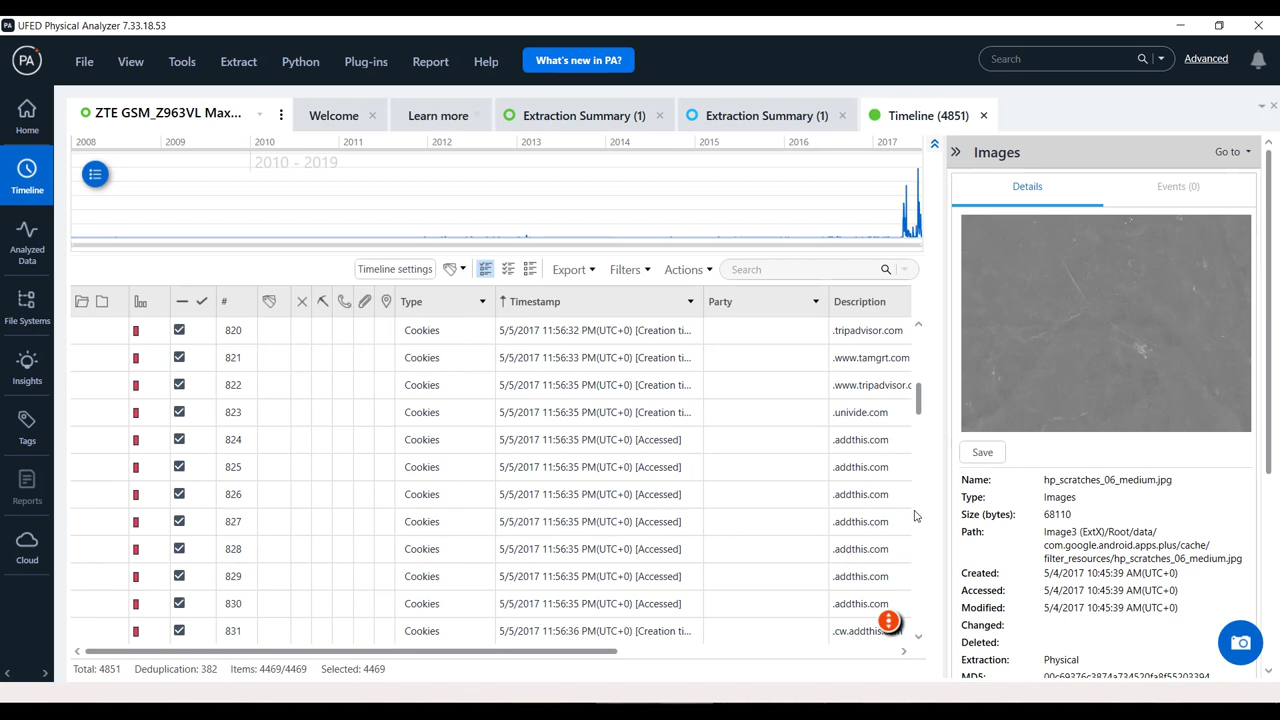 PA UFED Physical Analyzer 7.33.18.53
PA File View Tools Extract Python Plug-ins Report Help What's new in PA? Search Advanced
Home
Timeline
Analyzed Data
File Systems
Insights
Tags
Reports
Cloud
ZTE GSM_Z963VL Max... Welcome Learn more Extraction Summary (1) Extraction Summary (1) Timeline (4851)
2008 2009 2010 2011 2012 2013 2014 2015 2016 2017
2010 - 2019
Timeline settings Export Filters Actions Search
# Type Timestamp Party Description
820 Cookies 5/5/2017 11:56:32 PM(UTC+0) [Creation ti... .tripadvisor.com
821 Cookies 5/5/2017 11:56:33 PM(UTC+0) [Creation ti... .www.tamgrt.com
822 Cookies 5/5/2017 11:56:35 PM(UTC+0) [Creation ti... .www.tripadvisor.c
823 Cookies 5/5/2017 11:56:35 PM(UTC+0) [Creation ti... .univide.com
824 Cookies 5/5/2017 11:56:35 PM(UTC+0) [Accessed] .addthis.com
825 Cookies 5/5/2017 11:56:35 PM(UTC+0) [Accessed] .addthis.com
826 Cookies 5/5/2017 11:56:35 PM(UTC+0) [Accessed] .addthis.com
827 Cookies 5/5/2017 11:56:35 PM(UTC+0) [Accessed] .addthis.com
828 Cookies 5/5/2017 11:56:35 PM(UTC+0) [Accessed] .addthis.com
829 Cookies 5/5/2017 11:56:35 PM(UTC+0) [Accessed] .addthis.com
830 Cookies 5/5/2017 11:56:35 PM(UTC+0) [Accessed] .addthis.com
831 Cookies 5/5/2017 11:56:36 PM(UTC+0) [Creation ti...
Total: 4851 Deduplication: 382 Items: 4469/4469 Selected: 4469
Images Go to
Details Events (0)
Save
Name: hp_scratches_06_medium.jpg
Type: Images
Size (bytes): 68110
Path: Image3 (ExtX)/Root/data/
com.google.android.apps.plus/cache/
filter_resources/hp_scratches_06_medium.jpg
Created: 5/4/2017 10:45:39 AM(UTC+0)
Accessed: 5/4/2017 10:45:39 AM(UTC+0)
Modified: 5/4/2017 10:45:39 AM(UTC+0)
Changed:
Deleted:
Extraction: Physical
MD5: